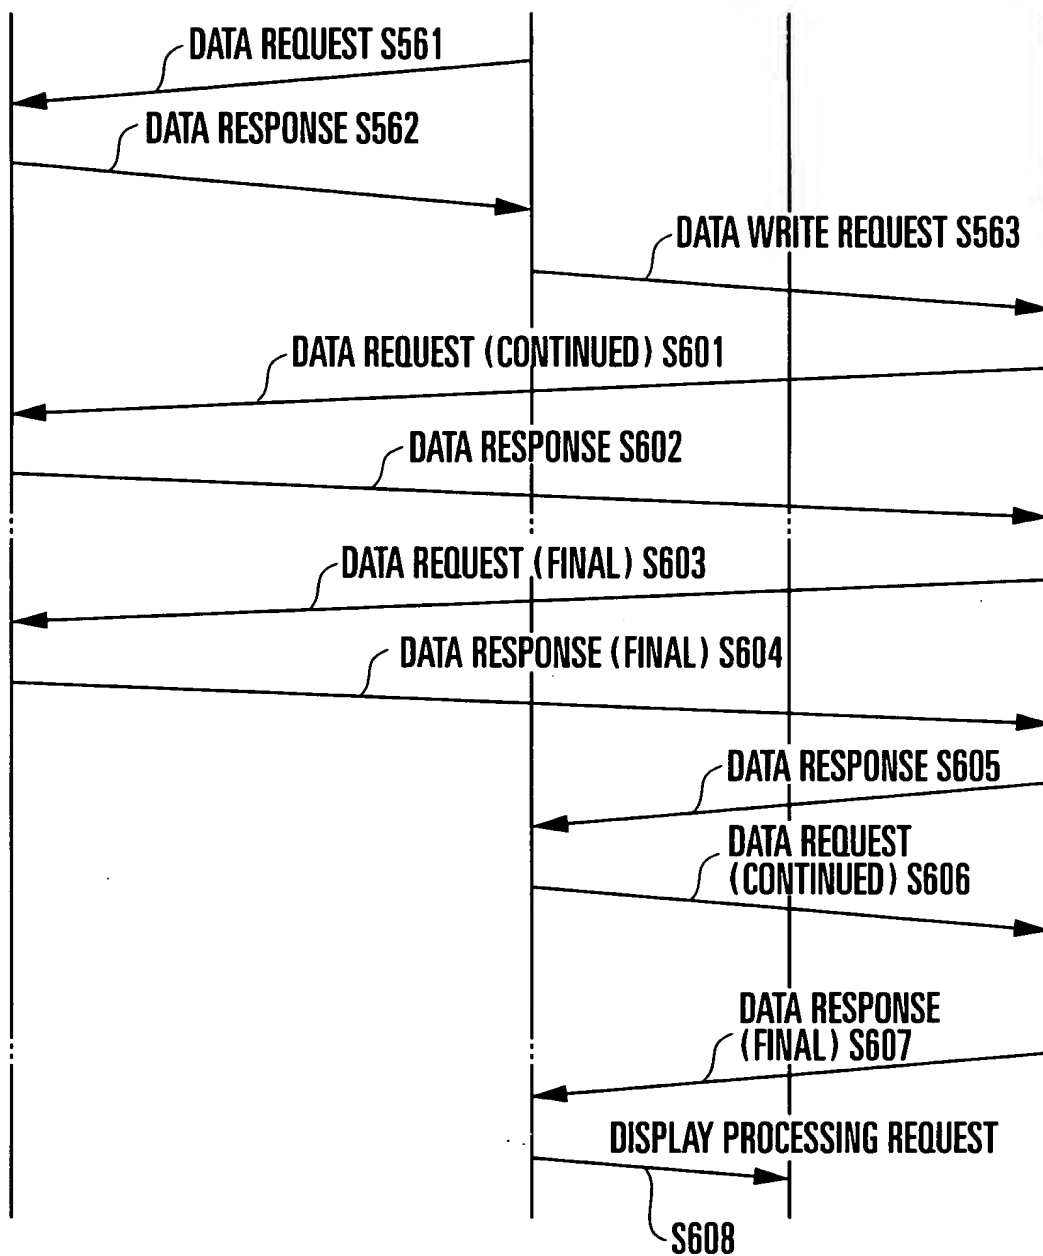 DATA REQUEST S561
DATA RESPONSE S562
DATA WRITE REQUEST S563
DATA REQUEST (CONTINUED) S601
DATA RESPONSE S602
DATA REQUEST (FINAL) S603
DATA RESPONSE (FINAL) S604
DATA RESPONSE S605
DATA REQUEST
(CONTINUED) S606
DATA RESPONSE
(FINAL) S607
DISPLAY PROCESSING REQUEST
S608